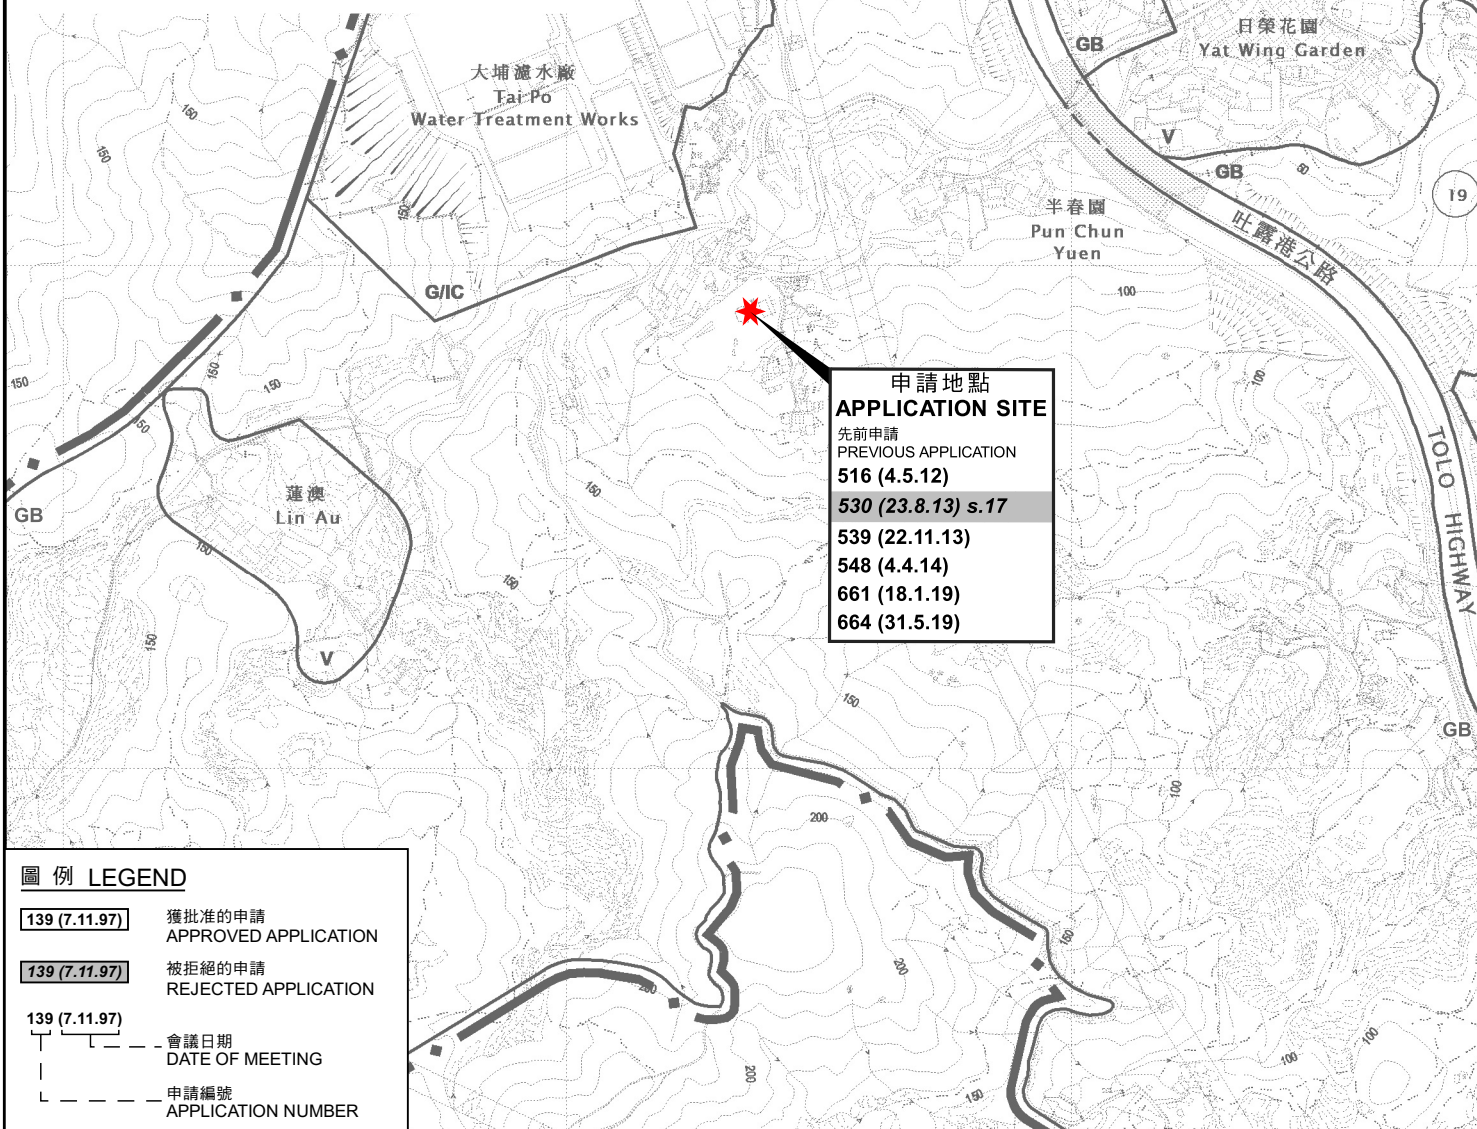 日榮花園
Yat Wing Garden
GB
大埔濾水廠
Tai Po
Water Treatment Works
150
150
V
GB
50
19
150
半春園
Pun Chun
Yuen
吐露港公路
G/IC
100
150
150
150
100
150
申請地點
APPLICATION SITE
先前申請
PREVIOUS APPLICATION
516 (4.5.12)
530 (23.8.13) s.17
539 (22.11.13)
548 (4.4.14)
661 (18.1.19)
664 (31.5.19)
TOLO HIGHWAY
蓮澳
Lin Au
GB
150
150
150
150
V
150
GB
100
200
150
200
200
200
100
100
150
圖例 LEGEND
139 (7.11.97)
獲批准的申請
APPROVED APPLICATION
139 (7.11.97)
被拒絕的申請
REJECTED APPLICATION
139 (7.11.97)
會議日期
DATE OF MEETING
申請編號
APPLICATION NUMBER